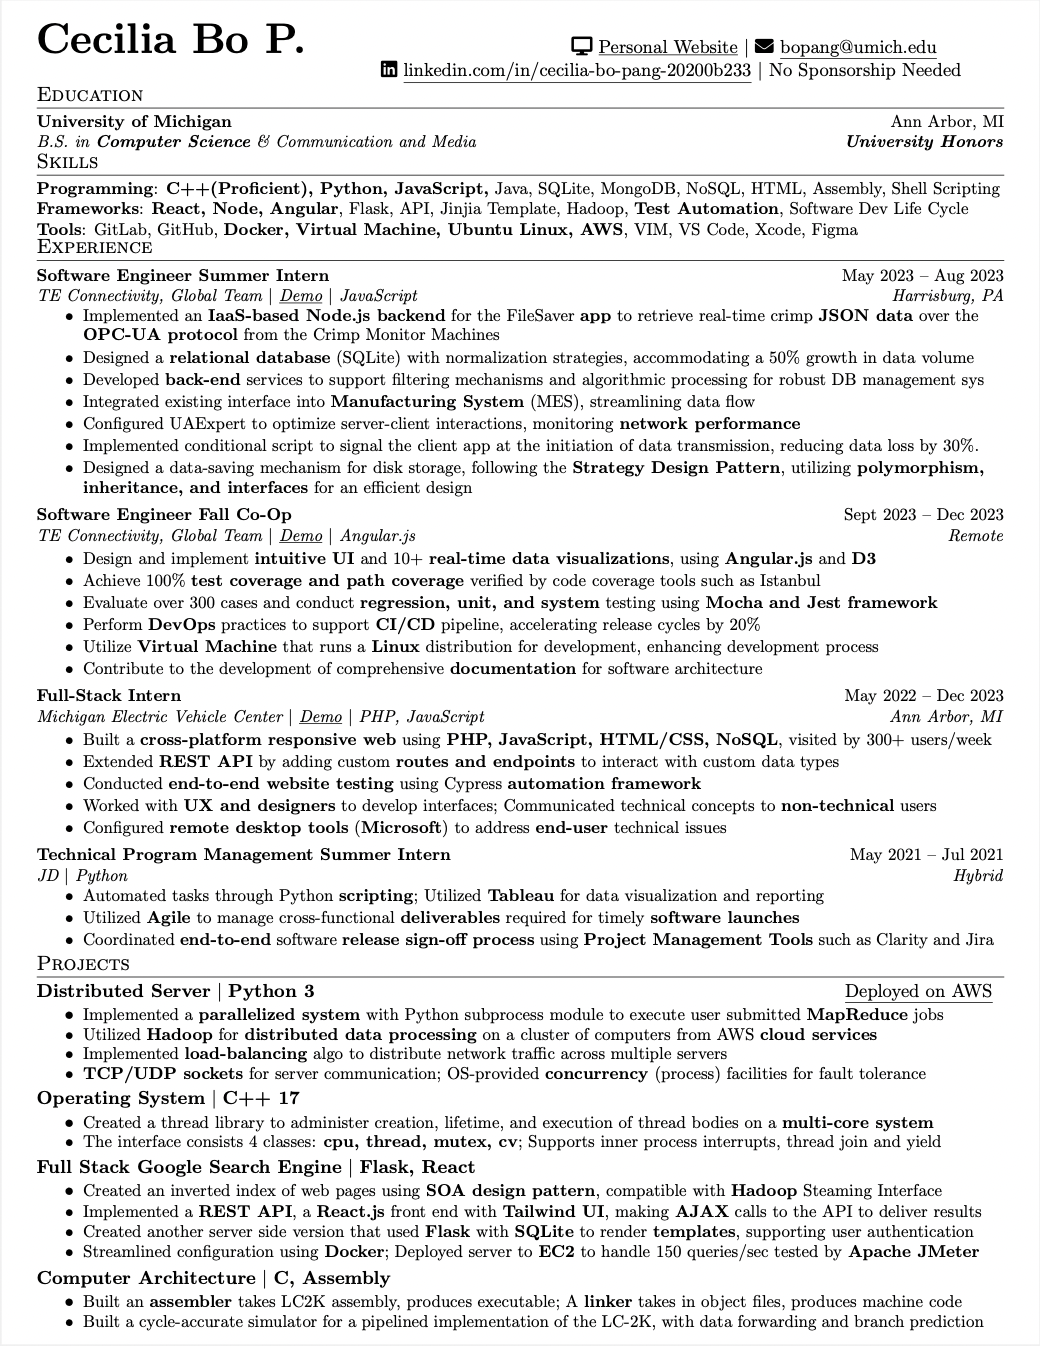 Cecilia Bo P.
Personal Website | bopang@umich.edu
linkedin.com/in/cecilia-bo-pang-20200b233 | No Sponsorship Needed
Education
University of Michigan Ann Arbor, MI
B.S. in Computer Science & Communication and Media University Honors
Skills
Programming: C++(Proficient), Python, JavaScript, Java, SQLite, MongoDB, NoSQL, HTML, Assembly, Shell Scripting
Frameworks: React, Node, Angular, Flask, API, Jinjia Template, Hadoop, Test Automation, Software Dev Life Cycle
Tools: GitLab, GitHub, Docker, Virtual Machine, Ubuntu Linux, AWS, VIM, VS Code, Xcode, Figma
Experience
Software Engineer Summer Intern May 2023 – Aug 2023
TE Connectivity, Global Team | Demo | JavaScript Harrisburg, PA
• Implemented an IaaS-based Node.js backend for the FileSaver app to retrieve real-time crimp JSON data over the
OPC-UA protocol from the Crimp Monitor Machines
• Designed a relational database (SQLite) with normalization strategies, accommodating a 50% growth in data volume
• Developed back-end services to support filtering mechanisms and algorithmic processing for robust DB management sys
• Integrated existing interface into Manufacturing System (MES), streamlining data flow
• Configured UAExpert to optimize server-client interactions, monitoring network performance
• Implemented conditional script to signal the client app at the initiation of data transmission, reducing data loss by 30%.
• Designed a data-saving mechanism for disk storage, following the Strategy Design Pattern, utilizing polymorphism,
inheritance, and interfaces for an efficient design
Software Engineer Fall Co-Op Sept 2023 – Dec 2023
TE Connectivity, Global Team | Demo | Angular.js Remote
• Design and implement intuitive UI and 10+ real-time data visualizations, using Angular.js and D3
• Achieve 100% test coverage and path coverage verified by code coverage tools such as Istanbul
• Evaluate over 300 cases and conduct regression, unit, and system testing using Mocha and Jest framework
• Perform DevOps practices to support CI/CD pipeline, accelerating release cycles by 20%
• Utilize Virtual Machine that runs a Linux distribution for development, enhancing development process
• Contribute to the development of comprehensive documentation for software architecture
Full-Stack Intern May 2022 – Dec 2023
Michigan Electric Vehicle Center | Demo | PHP, JavaScript Ann Arbor, MI
• Built a cross-platform responsive web using PHP, JavaScript, HTML/CSS, NoSQL, visited by 300+ users/week
• Extended REST API by adding custom routes and endpoints to interact with custom data types
• Conducted end-to-end website testing using Cypress automation framework
• Worked with UX and designers to develop interfaces; Communicated technical concepts to non-technical users
• Configured remote desktop tools (Microsoft) to address end-user technical issues
Technical Program Management Summer Intern May 2021 – Jul 2021
JD | Python Hybrid
• Automated tasks through Python scripting; Utilized Tableau for data visualization and reporting
• Utilized Agile to manage cross-functional deliverables required for timely software launches
• Coordinated end-to-end software release sign-off process using Project Management Tools such as Clarity and Jira
Projects
Distributed Server | Python 3 Deployed on AWS
• Implemented a parallelized system with Python subprocess module to execute user submitted MapReduce jobs
• Utilized Hadoop for distributed data processing on a cluster of computers from AWS cloud services
• Implemented load-balancing algo to distribute network traffic across multiple servers
• TCP/UDP sockets for server communication; OS-provided concurrency (process) facilities for fault tolerance
Operating System | C++ 17
• Created a thread library to administer creation, lifetime, and execution of thread bodies on a multi-core system
• The interface consists 4 classes: cpu, thread, mutex, cv; Supports inner process interrupts, thread join and yield
Full Stack Google Search Engine | Flask, React
• Created an inverted index of web pages using SOA design pattern, compatible with Hadoop Steaming Interface
• Implemented a REST API, a React.js front end with Tailwind UI, making AJAX calls to the API to deliver results
• Created another server side version that used Flask with SQLite to render templates, supporting user authentication
• Streamlined configuration using Docker; Deployed server to EC2 to handle 150 queries/sec tested by Apache JMeter
Computer Architecture | C, Assembly
• Built an assembler takes LC2K assembly, produces executable; A linker takes in object files, produces machine code
• Built a cycle-accurate simulator for a pipelined implementation of the LC-2K, with data forwarding and branch prediction